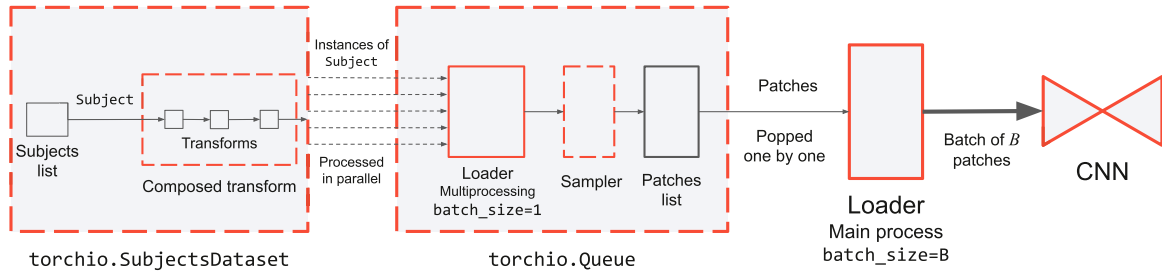 Subjects
list
Subject
Transforms
Composed transform
torchio.SubjectsDataset
Instances of
Subject
Processed
in parallel
Loader
Multiprocessing
batch_size=1
Sampler
Patches
list
torchio.Queue
Patches
Popped
one by one
Loader
Main process
batch_size=B
Batch of B
patches
CNN